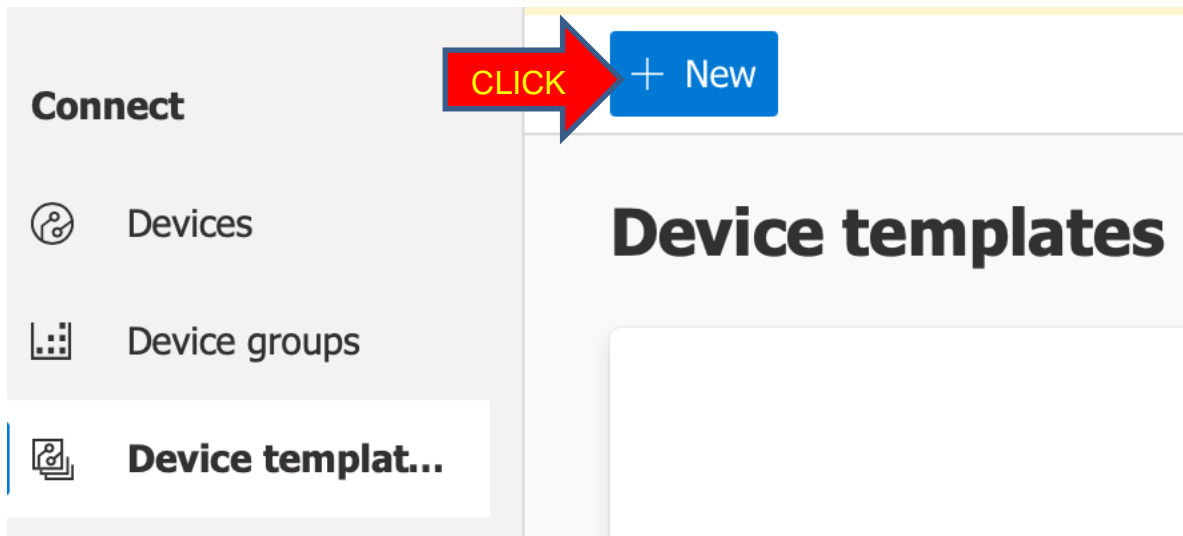 Connect
Devices
Device groups
Device templat...
CLICK
+ New
Device templates